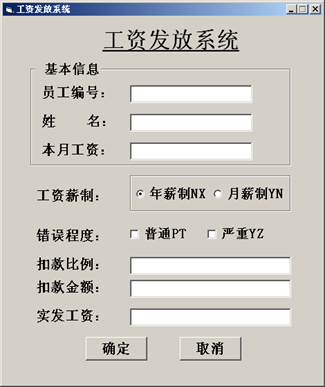 工资发放系统
工资发放系统
基本信息
员工编号：
姓　　名：
本月工资：
工资薪制： 年薪制NX 月薪制YN
错误程度： 普通PT 严重YZ
扣款比例：
扣款金额：
实发工资：
确定 取消